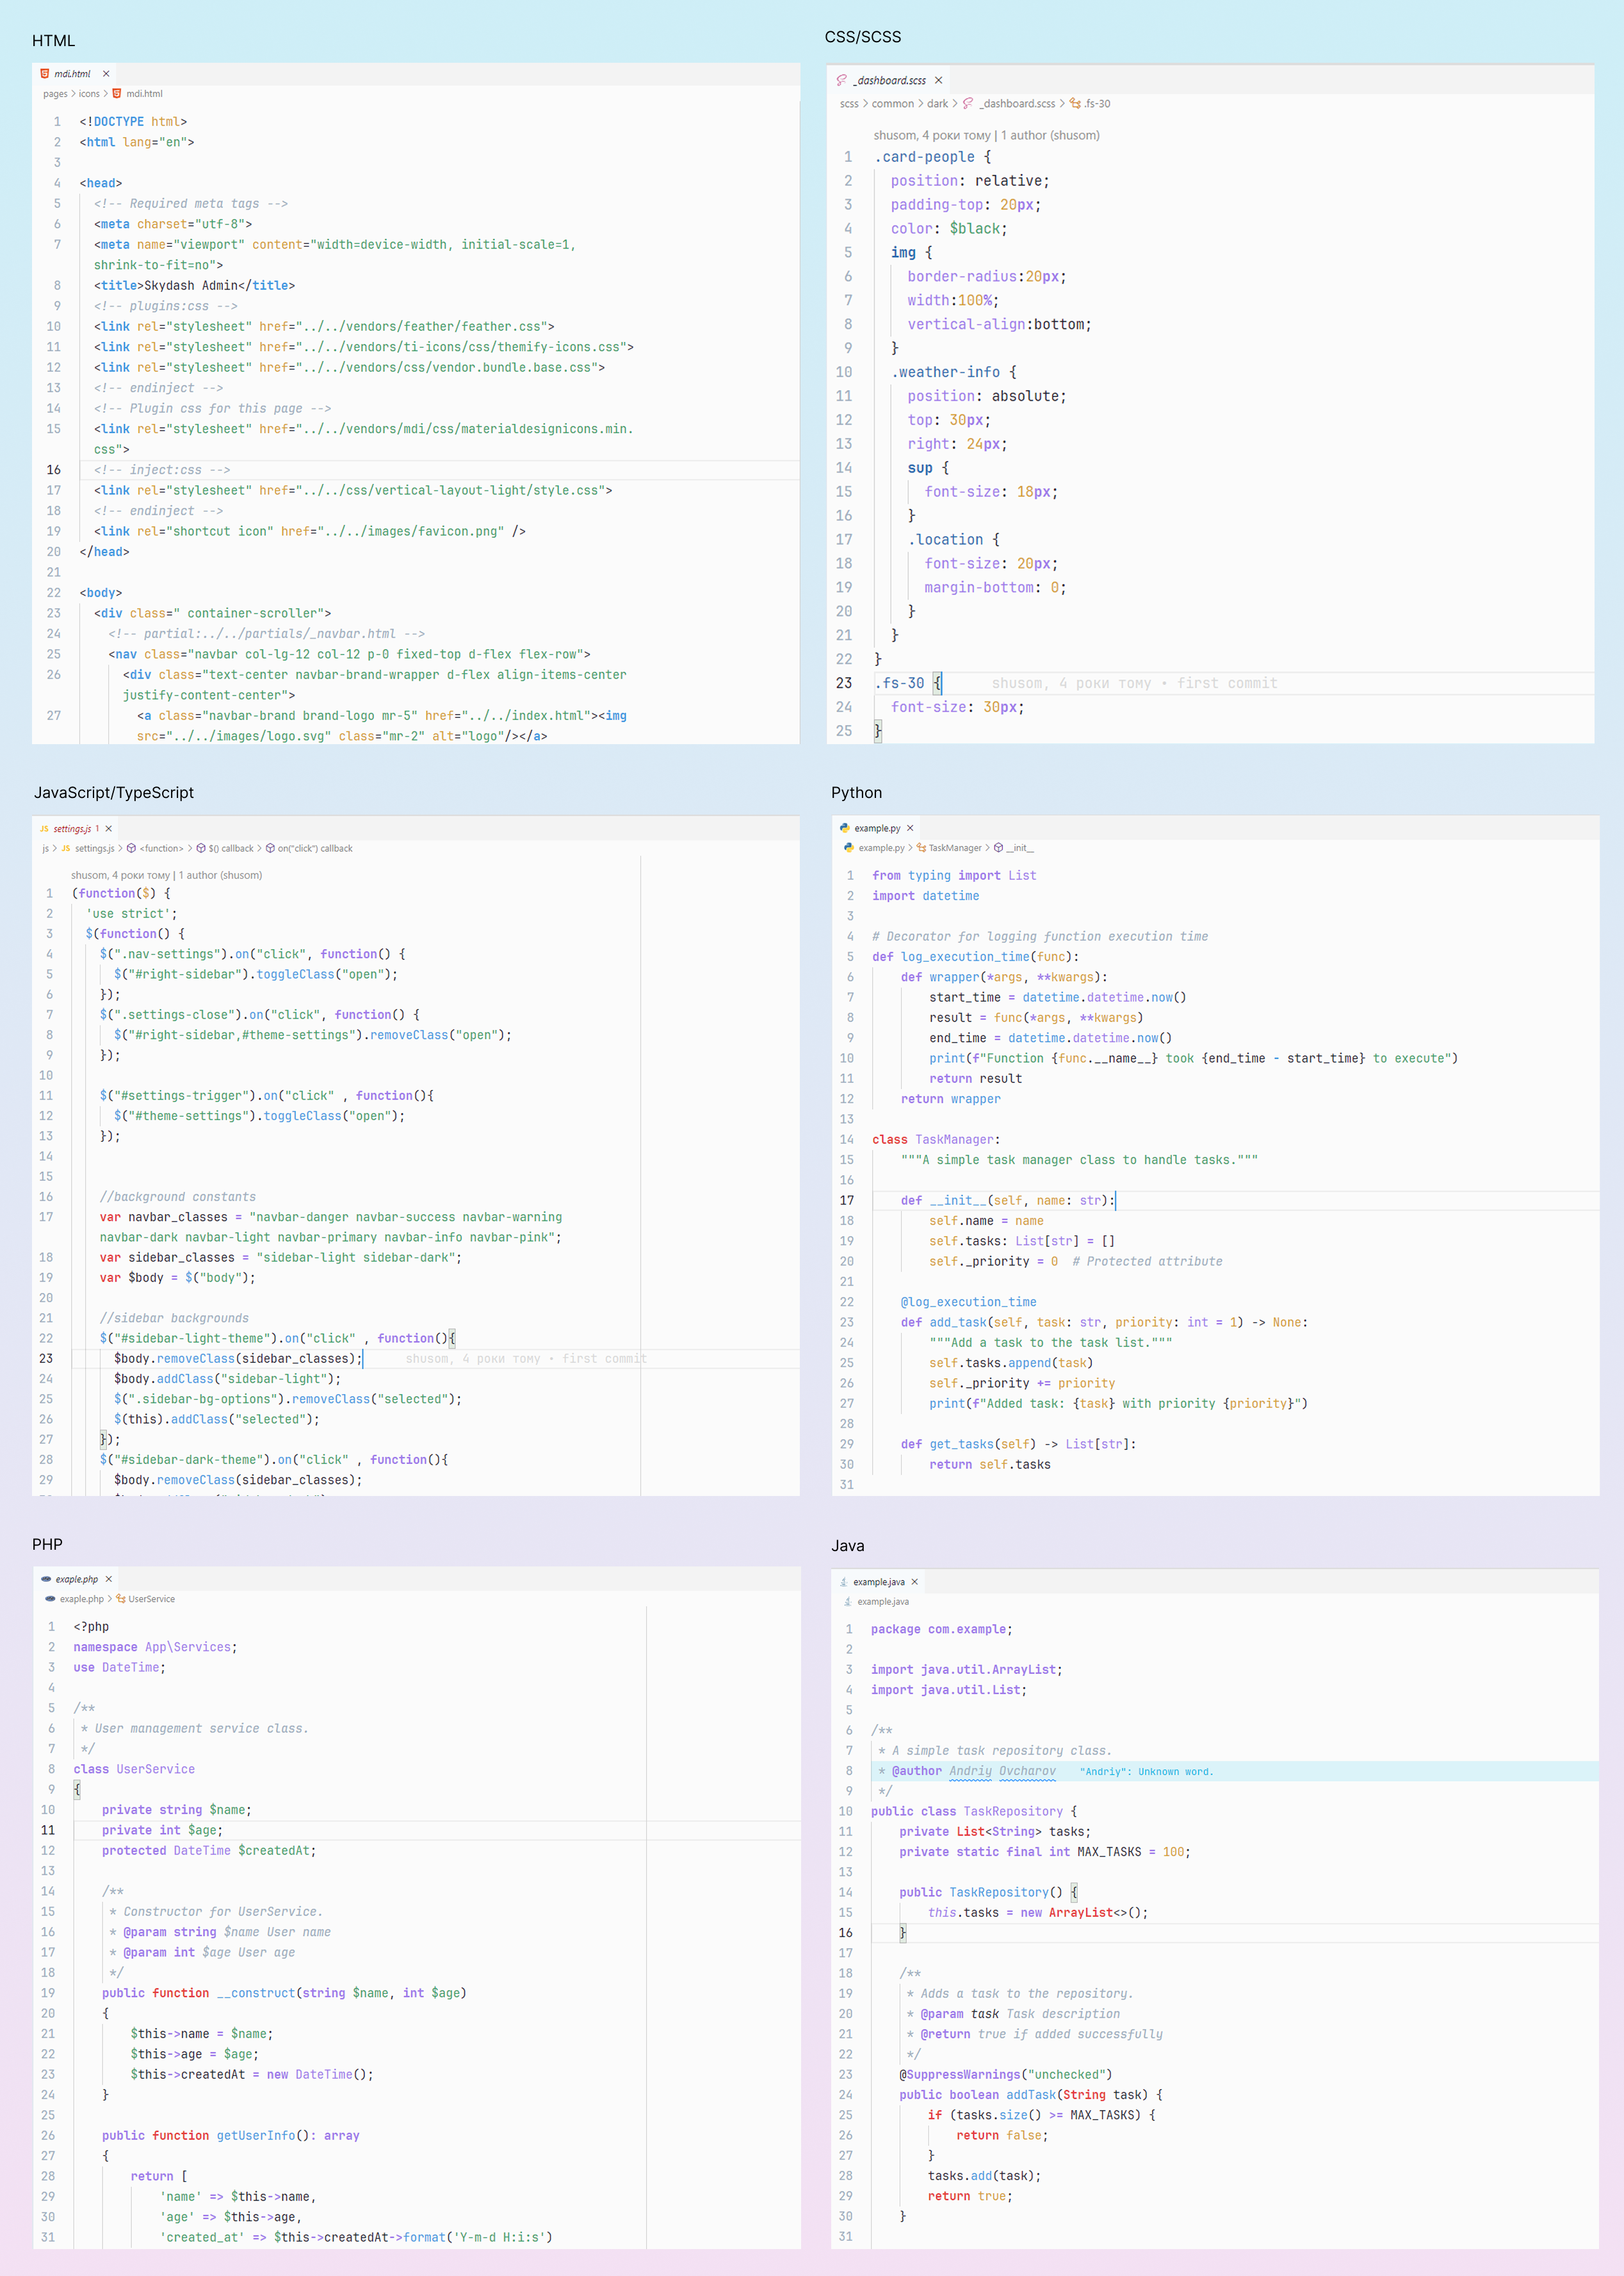 HTML
mdi.html
pages > icons > mdi.html
1 <!DOCTYPE html>
2 <html lang="en">
3
4 <head>
5 <!-- Required meta tags -->
6 <meta charset="utf-8">
7 <meta name="viewport" content="width=device-width, initial-scale=1,
shrink-to-fit=no">
8 <title>Skydash Admin</title>
9 <!-- plugins:css -->
10 <link rel="stylesheet" href="../../vendors/feather/feather.css">
11 <link rel="stylesheet" href="../../vendors/ti-icons/css/themify-icons.css">
12 <link rel="stylesheet" href="../../vendors/css/vendor.bundle.base.css">
13 <!-- endinject -->
14 <!-- Plugin css for this page -->
15 <link rel="stylesheet" href="../../vendors/mdi/css/materialdesignicons.min.
css">
16 <!-- inject:css -->
17 <link rel="stylesheet" href="../../css/vertical-layout-light/style.css">
18 <!-- endinject -->
19 <link rel="shortcut icon" href="../../images/favicon.png" />
20 </head>
21
22 <body>
23 <div class=" container-scroller">
24 <!-- partial:../../partials/_navbar.html -->
25 <nav class="navbar col-lg-12 col-12 p-0 fixed-top d-flex flex-row">
26 <div class="text-center navbar-brand-wrapper d-flex align-items-center
justify-content-center">
27 <a class="navbar-brand brand-logo mr-5" href="../../index.html"><img
src="../../images/logo.svg" class="mr-2" alt="logo"/></a>
CSS/SCSS
_dashboard.scss
scss > common > dark > _dashboard.scss > .fs-30
shusom, 4 роки тому | 1 author (shusom)
1 .card-people {
2 position: relative;
3 padding-top: 20px;
4 color: $black;
5 img {
6 border-radius:20px;
7 width:100%;
8 vertical-align:bottom;
9 }
10 .weather-info {
11 position: absolute;
12 top: 30px;
13 right: 24px;
14 sup {
15 font-size: 18px;
16 }
17 .location {
18 font-size: 20px;
19 margin-bottom: 0;
20 }
21 }
22 }
23 .fs-30 { shusom, 4 роки тому • first commit
24 font-size: 30px;
25 }
JavaScript/TypeScript
JS settings.js 1
js > JS settings.js > <function> > $() callback > on("click") callback
shusom, 4 роки тому | 1 author (shusom)
1 (function($) {
2 'use strict';
3 $(function() {
4 $(".nav-settings").on("click", function() {
5 $("#right-sidebar").toggleClass("open");
6 });
7 $(".settings-close").on("click", function() {
8 $("#right-sidebar,#theme-settings").removeClass("open");
9 });
10
11 $("#settings-trigger").on("click" , function(){
12 $("#theme-settings").toggleClass("open");
13 });
14
15
16 //background constants
17 var navbar_classes = "navbar-danger navbar-success navbar-warning
navbar-dark navbar-light navbar-primary navbar-info navbar-pink";
18 var sidebar_classes = "sidebar-light sidebar-dark";
19 var $body = $("body");
20
21 //sidebar backgrounds
22 $("#sidebar-light-theme").on("click" , function(){
23 $body.removeClass(sidebar_classes); shusom, 4 роки тому • first commit
24 $body.addClass("sidebar-light");
25 $(".sidebar-bg-options").removeClass("selected");
26 $(this).addClass("selected");
27 });
28 $("#sidebar-dark-theme").on("click" , function(){
29 $body.removeClass(sidebar_classes);
Python
example.py
example.py > TaskManager > __init__
1 from typing import List
2 import datetime
3
4 # Decorator for logging function execution time
5 def log_execution_time(func):
6 def wrapper(*args, **kwargs):
7 start_time = datetime.datetime.now()
8 result = func(*args, **kwargs)
9 end_time = datetime.datetime.now()
10 print(f"Function {func.__name__} took {end_time - start_time} to execute")
11 return result
12 return wrapper
13
14 class TaskManager:
15 """A simple task manager class to handle tasks."""
16
17 def __init__(self, name: str):
18 self.name = name
19 self.tasks: List[str] = []
20 self._priority = 0 # Protected attribute
21
22 @log_execution_time
23 def add_task(self, task: str, priority: int = 1) -> None:
24 """Add a task to the task list."""
25 self.tasks.append(task)
26 self._priority += priority
27 print(f"Added task: {task} with priority {priority}")
28
29 def get_tasks(self) -> List[str]:
30 return self.tasks
31
PHP
exaple.php
exaple.php > UserService
1 <?php
2 namespace App\Services;
3 use DateTime;
4
5 /**
6 * User management service class.
7 */
8 class UserService
9 {
10 private string $name;
11 private int $age;
12 protected DateTime $createdAt;
13
14 /**
15 * Constructor for UserService.
16 * @param string $name User name
17 * @param int $age User age
18 */
19 public function __construct(string $name, int $age)
20 {
21 $this->name = $name;
22 $this->age = $age;
23 $this->createdAt = new DateTime();
24 }
25
26 public function getUserInfo(): array
27 {
28 return [
29 'name' => $this->name,
30 'age' => $this->age,
31 'created_at' => $this->createdAt->format('Y-m-d H:i:s')
Java
example.java
example.java
1 package com.example;
2
3 import java.util.ArrayList;
4 import java.util.List;
5
6 /**
7 * A simple task repository class.
8 * @author Andriy Ovcharov "Andriy": Unknown word.
9 */
10 public class TaskRepository {
11 private List<String> tasks;
12 private static final int MAX_TASKS = 100;
13
14 public TaskRepository() {
15 this.tasks = new ArrayList<>();
16 }
17
18 /**
19 * Adds a task to the repository.
20 * @param task Task description
21 * @return true if added successfully
22 */
23 @SuppressWarnings("unchecked")
24 public boolean addTask(String task) {
25 if (tasks.size() >= MAX_TASKS) {
26 return false;
27 }
28 tasks.add(task);
29 return true;
30 }
31